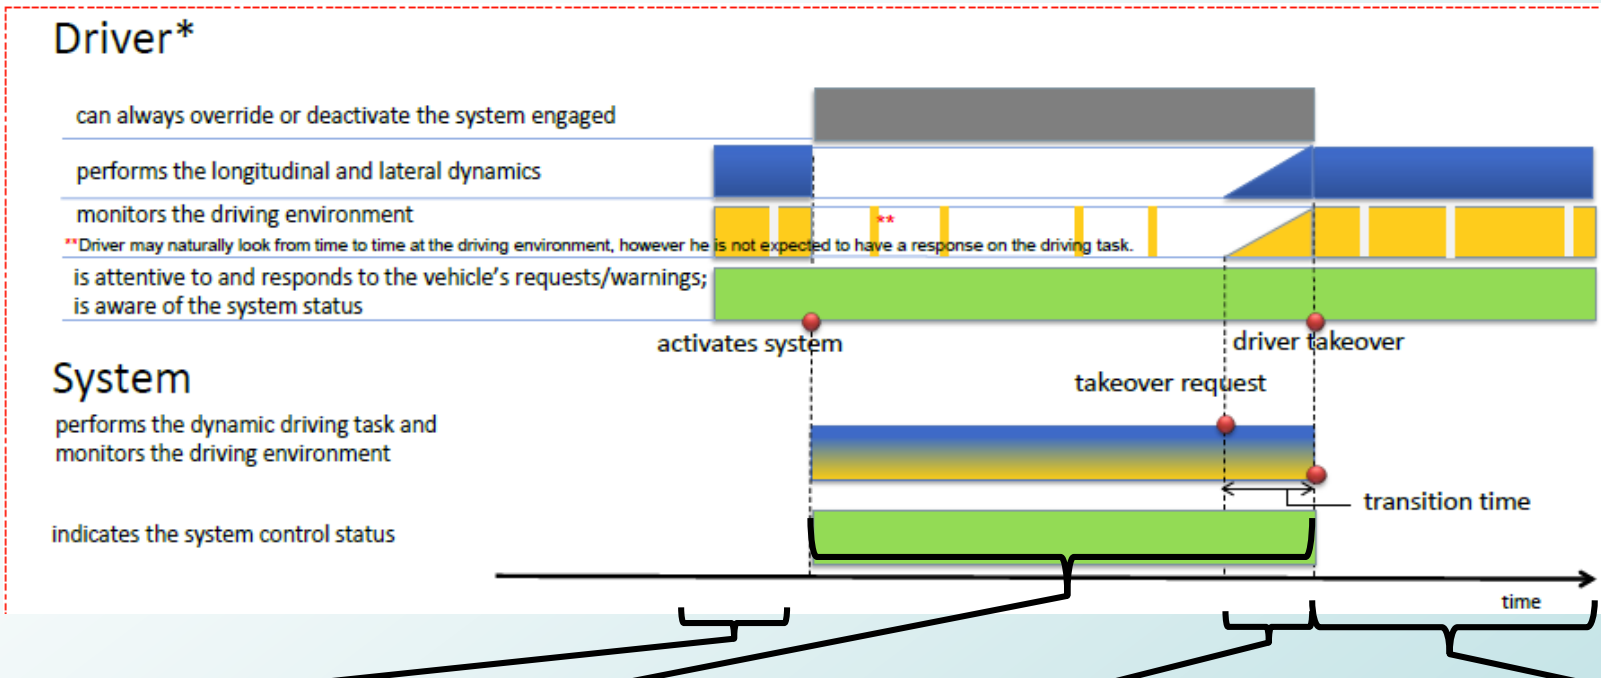 Driver*
can always override or deactivate the system engaged
performs the longitudinal and lateral dynamics
monitors the driving environment
**
**Driver may naturally look from time to time at the driving environment, however he is not expected to have a response on the driving task.
is attentive to and responds to the vehicle's requests/warnings;
is aware of the system status
activates system
driver takeover
System
takeover request
performs the dynamic driving task and
monitors the driving environment
transition time
indicates the system control status
time